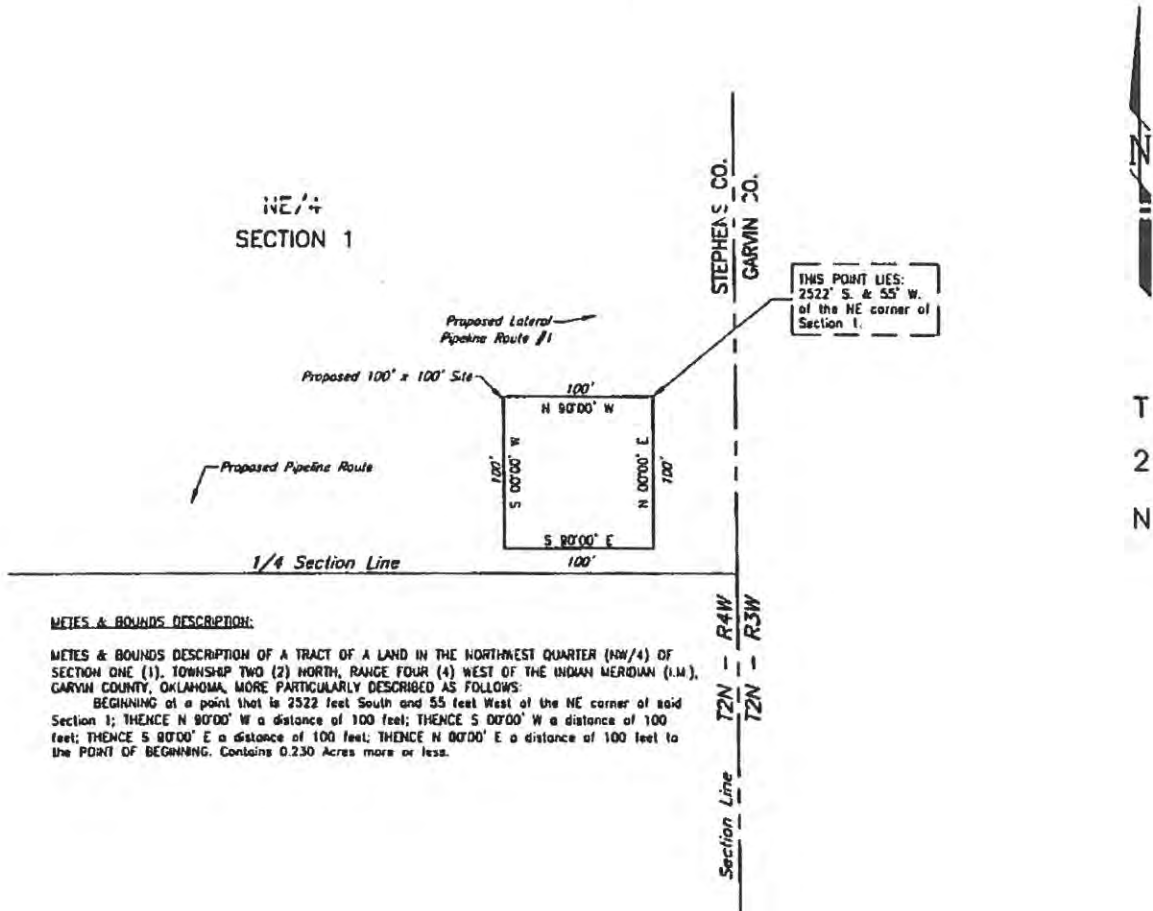 N
STEPHENS CO.
GARVIN CO.
NE/4
SECTION 1
THIS POINT LIES:
2522' S. & 55' W.
of the NE corner of
Section 1.
Proposed Lateral
Pipeline Route #1
Proposed 100' x 100' Site
100'
N 90°00' W
100'
S 00°00' W
N 00°00' E
100'
S 90°00' E
100'
Proposed Pipeline Route
1/4 Section Line
T
2
N
METES & BOUNDS DESCRIPTION:
METES & BOUNDS DESCRIPTION OF A TRACT OF A LAND IN THE NORTHWEST QUARTER (NW/4) OF
SECTION ONE (1), TOWNSHIP TWO (2) NORTH, RANGE FOUR (4) WEST OF THE INDIAN MERIDIAN (I.M.),
GARVIN COUNTY, OKLAHOMA, MORE PARTICULARLY DESCRIBED AS FOLLOWS:
BEGINNING at a point that is 2522 feet South and 55 feet West of the NE corner of said
Section 1; THENCE N 90°00' W a distance of 100 feet; THENCE S 00°00' W a distance of 100
feet; THENCE S 90°00' E a distance of 100 feet; THENCE N 00°00' E a distance of 100 feet to
the POINT OF BEGINNING. Contains 0.230 Acres more or less.
T2N - R4W
T2N - R3W
Section Line